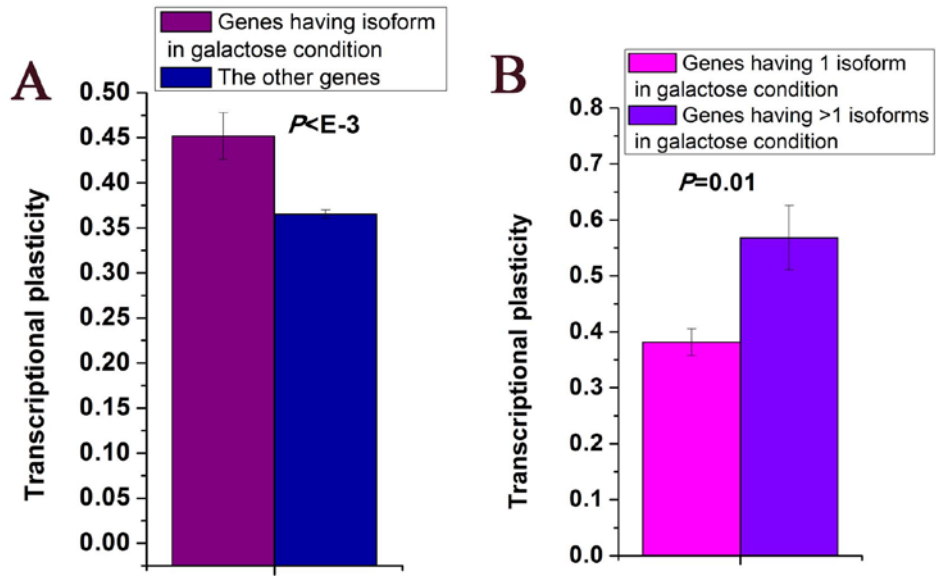 A
Genes having isoform
in galactose condition
The other genes
P<E-3
0.50
0.45
0.40
0.35
0.30
0.25
0.20
0.15
0.10
0.05
0.00
Transcriptional plasticity
B
Genes having 1 isoform
in galactose condition
Genes having >1 isoforms
in galactose condition
P=0.01
0.8
0.7
0.6
0.5
0.4
0.3
0.2
0.1
0.0
Transcriptional plasticity